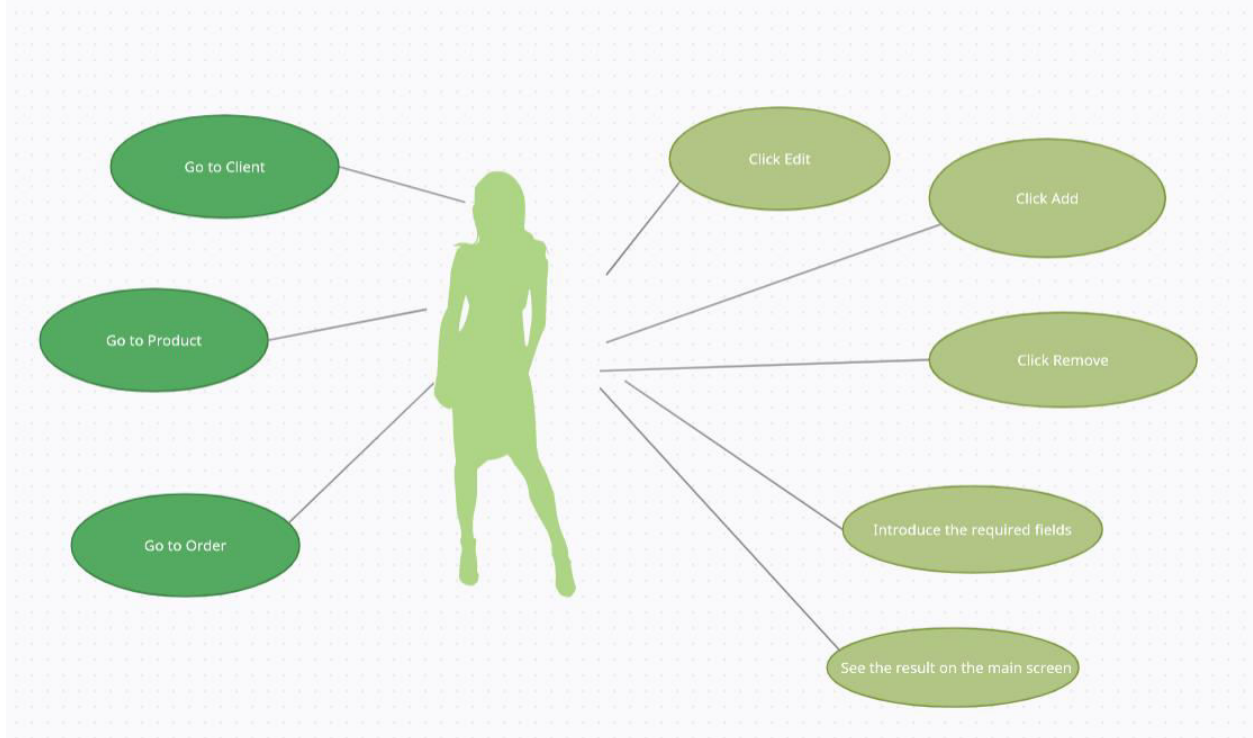 Go to Client
Go to Product
Go to Order
Click Edit
Click Add
Click Remove
Introduce the required fields
See the result on the main screen